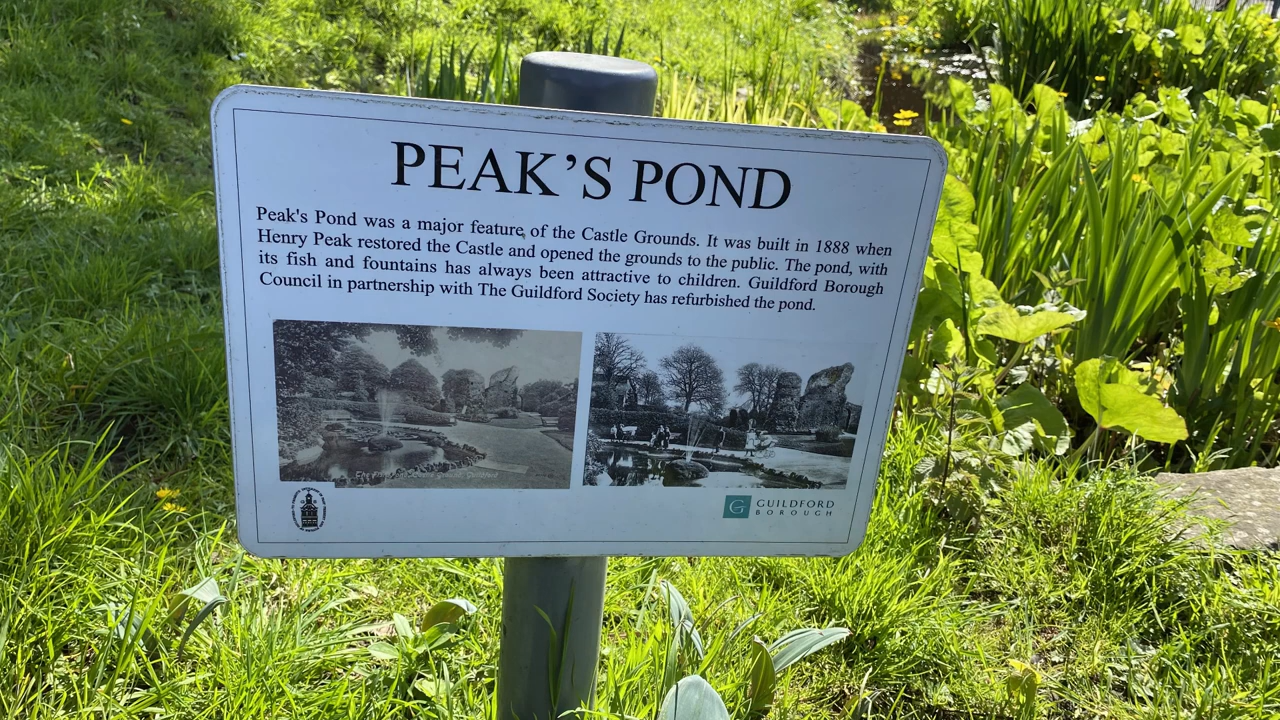 PEAK'S POND
Peak's Pond was a major feature of the Castle Grounds. It was built in 1888 when
Henry Peak restored the Castle and opened the grounds to the public. The pond, with
its fish and fountains has always been attractive to children. Guildford Borough
Council in partnership with The Guildford Society has refurbished the pond.
G GUILDFORD
BOROUGH